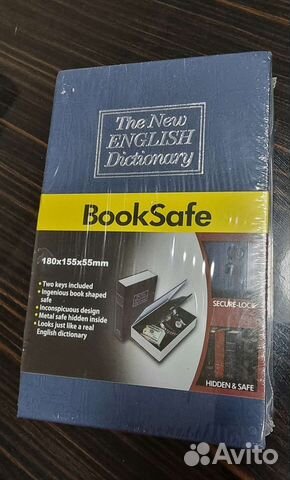 The New
ENGLISH
Dictionary
BookSafe
180x155x55mm
• Two keys included
• Ingenious book shaped
safe
• Inconspicuous design
• Metal safe hidden inside
• Looks just like a real
English dictionary
SECURE-LOCK
HIDDEN & SAFE
Avito